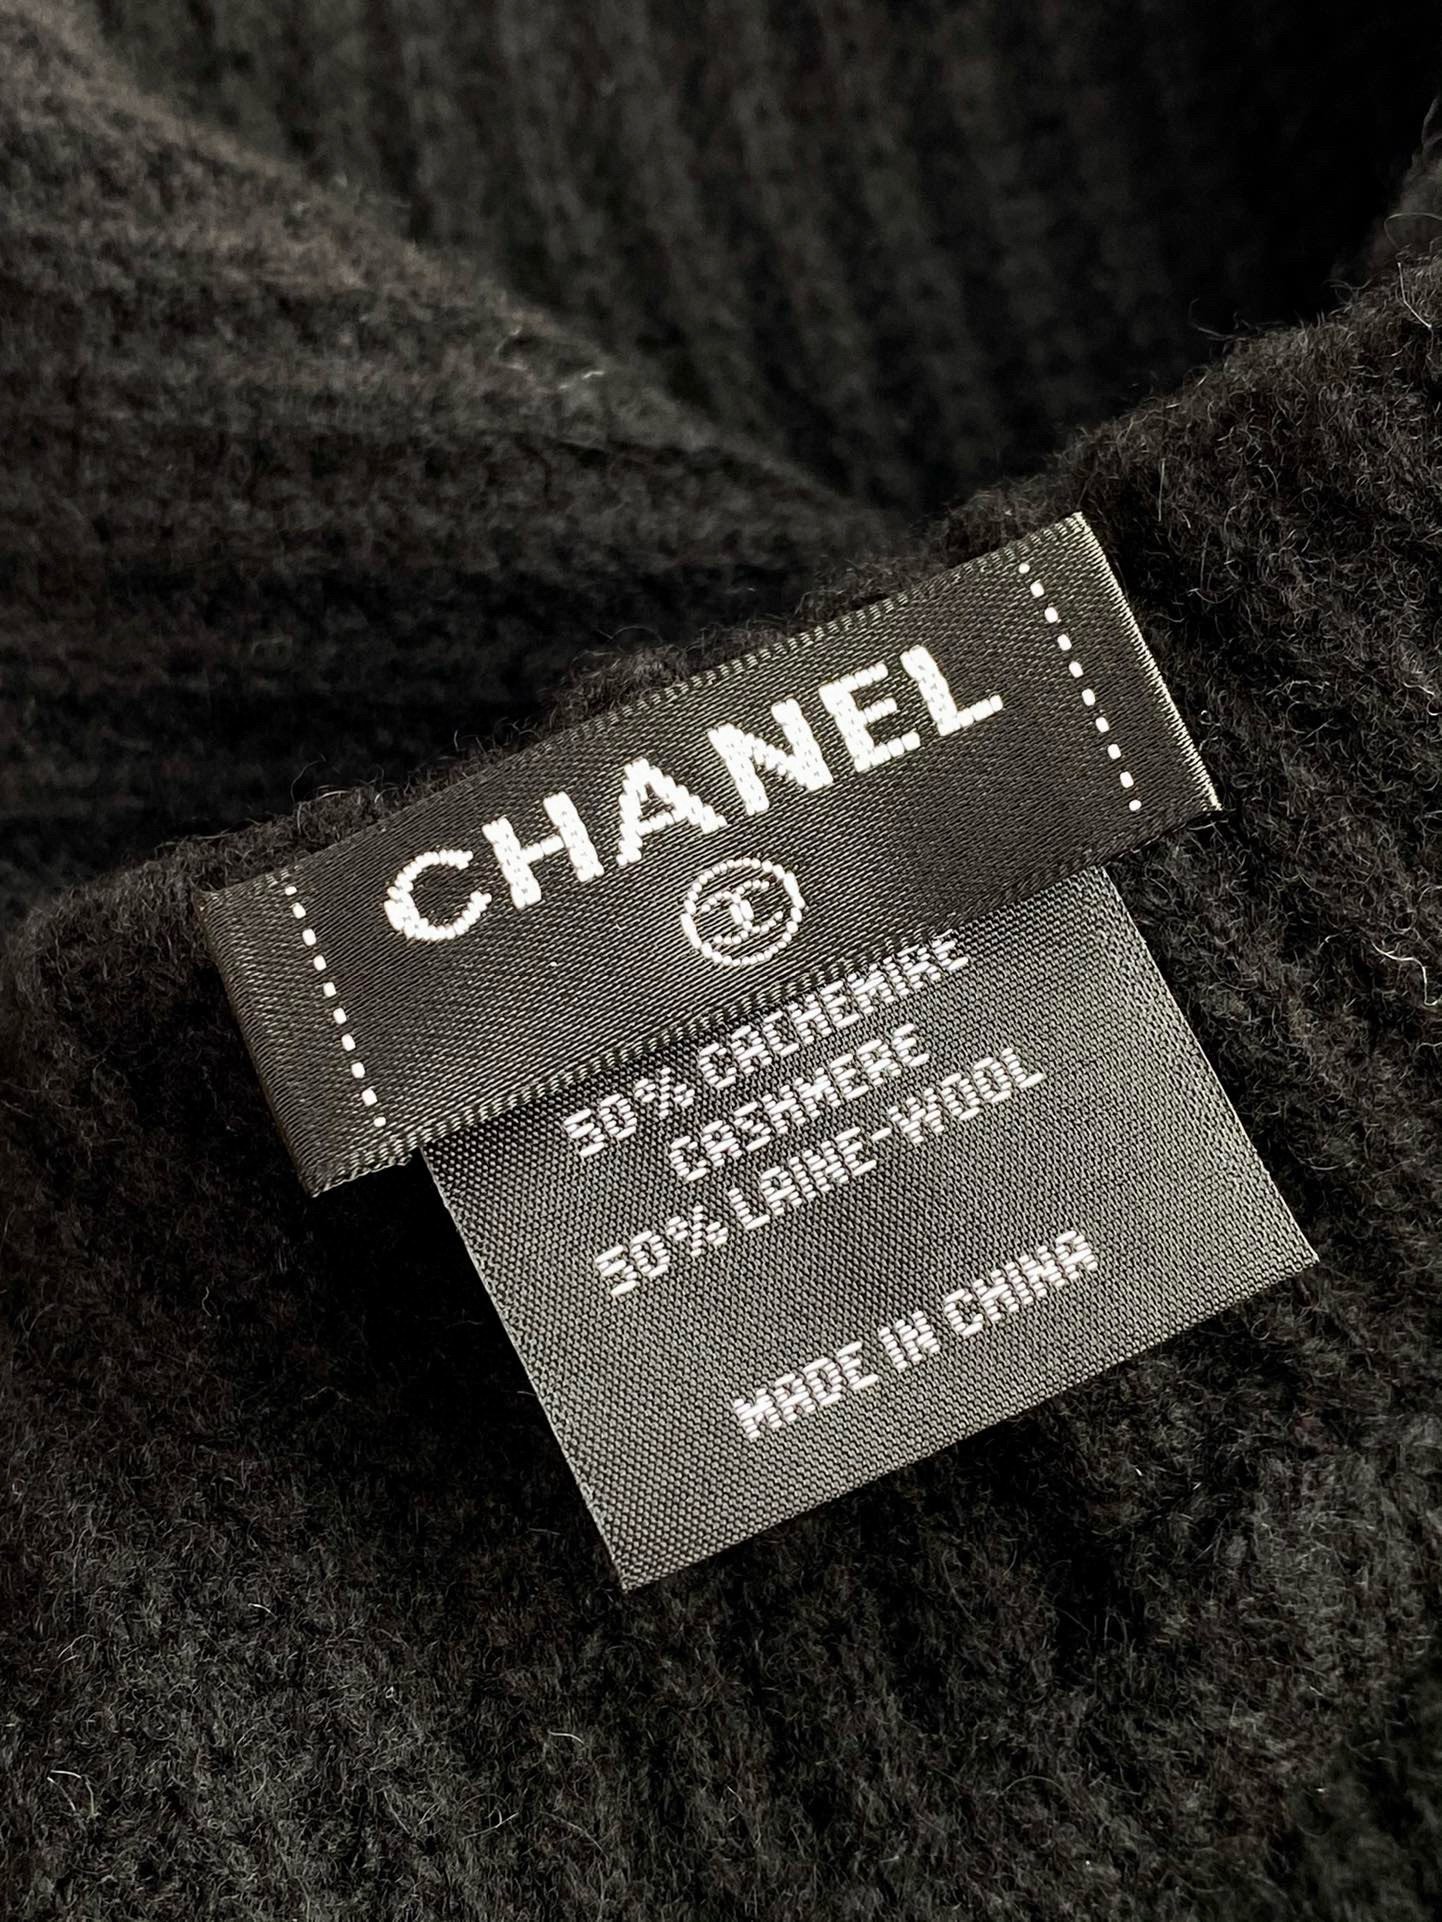 CHANEL
50% CACHEMIRE
CASHMERE
50% LAINE-WOOL
MADE IN CHINA